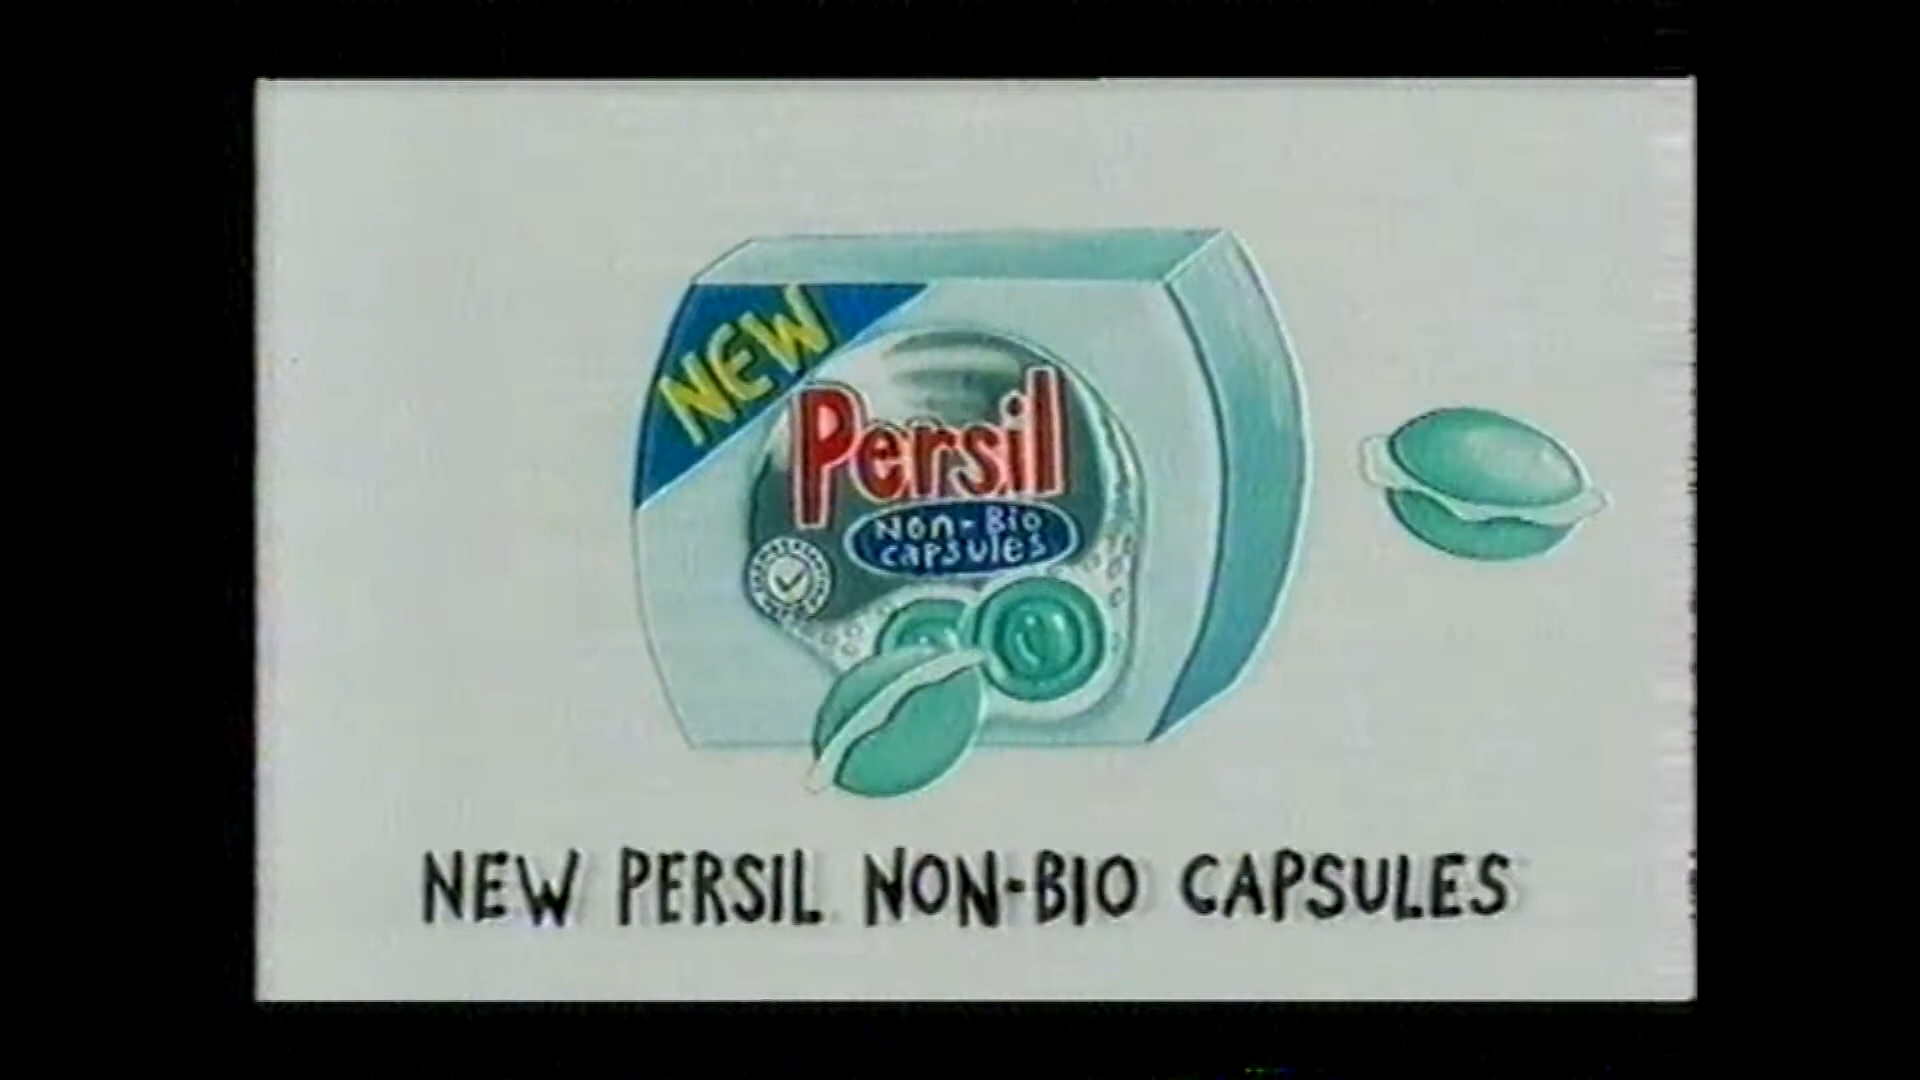 NEW
Persil
Non-Bio
capsules
NEW PERSIL NON-BIO CAPSULES